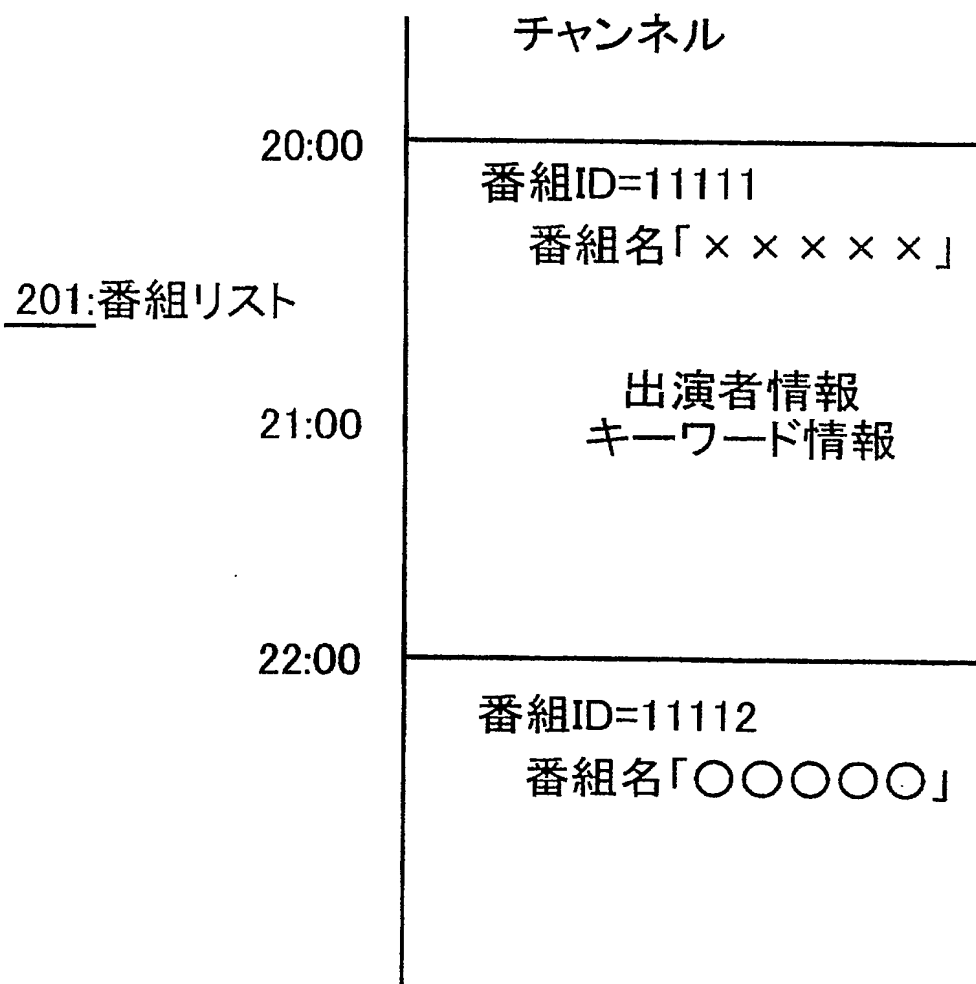 チャンネル
20:00
番組ID=11111
番組名「×××××」
201:番組リスト
出演者情報
21:00
キーワード情報
22:00
番組ID=11112
番組名「○○○○○」